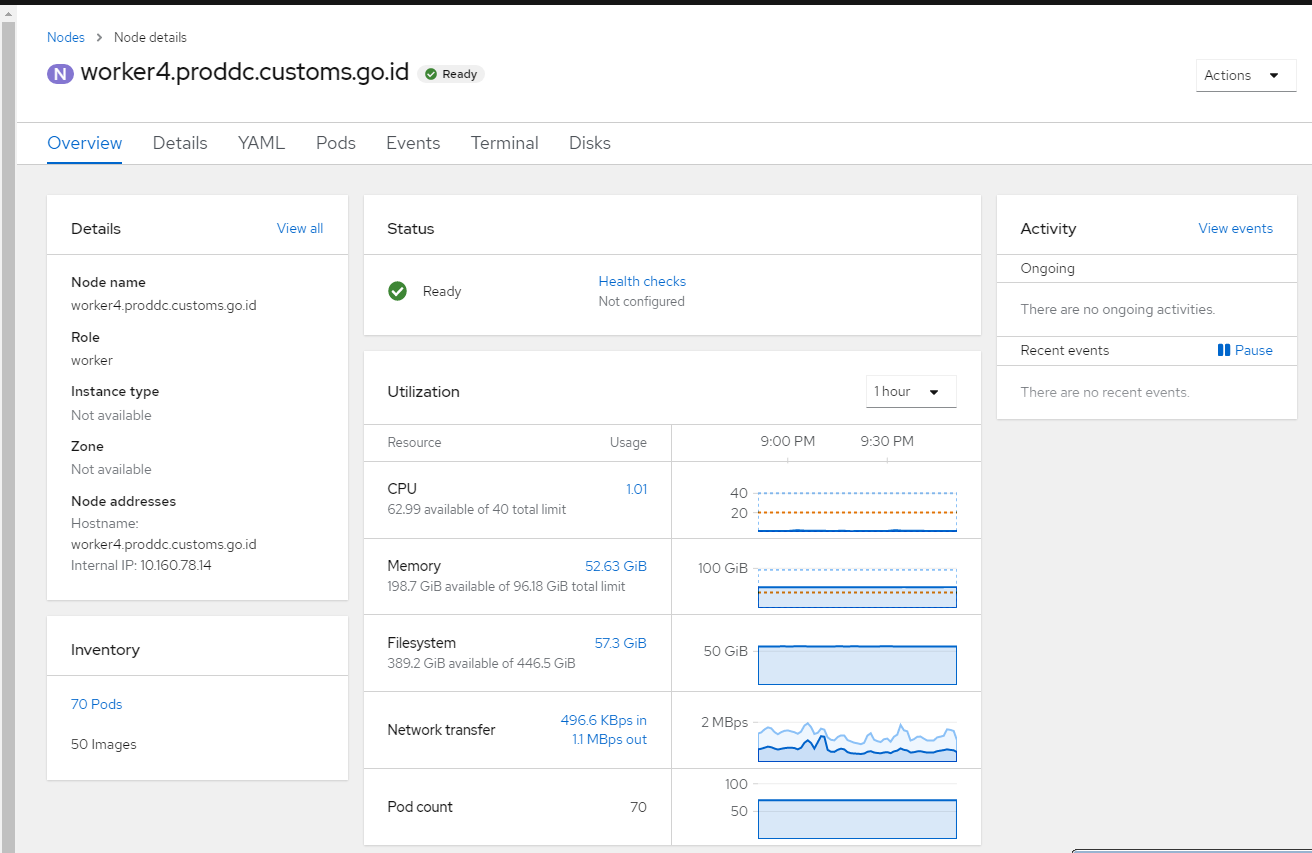 Nodes > Node details
N worker4.proddc.customs.go.id Ready
Actions
Overview Details YAML Pods Events Terminal Disks
Details View all
Node name
worker4.proddc.customs.go.id
Role
worker
Instance type
Not available
Zone
Not available
Node addresses
Hostname:
worker4.proddc.customs.go.id
Internal IP: 10.160.78.14
Inventory
70 Pods
50 Images
Status
Ready
Health checks
Not configured
Utilization
1 hour
Resource Usage 9:00 PM 9:30 PM
CPU 1.01
62.99 available of 40 total limit
40
20
Memory 52.63 GiB
198.7 GiB available of 96.18 GiB total limit
100 GiB
Filesystem 57.3 GiB
389.2 GiB available of 446.5 GiB
50 GiB
Network transfer
496.6 KBps in
1.1 MBps out
2 MBps
Pod count 70
100
50
Activity View events
Ongoing
There are no ongoing activities.
Recent events Pause
There are no recent events.